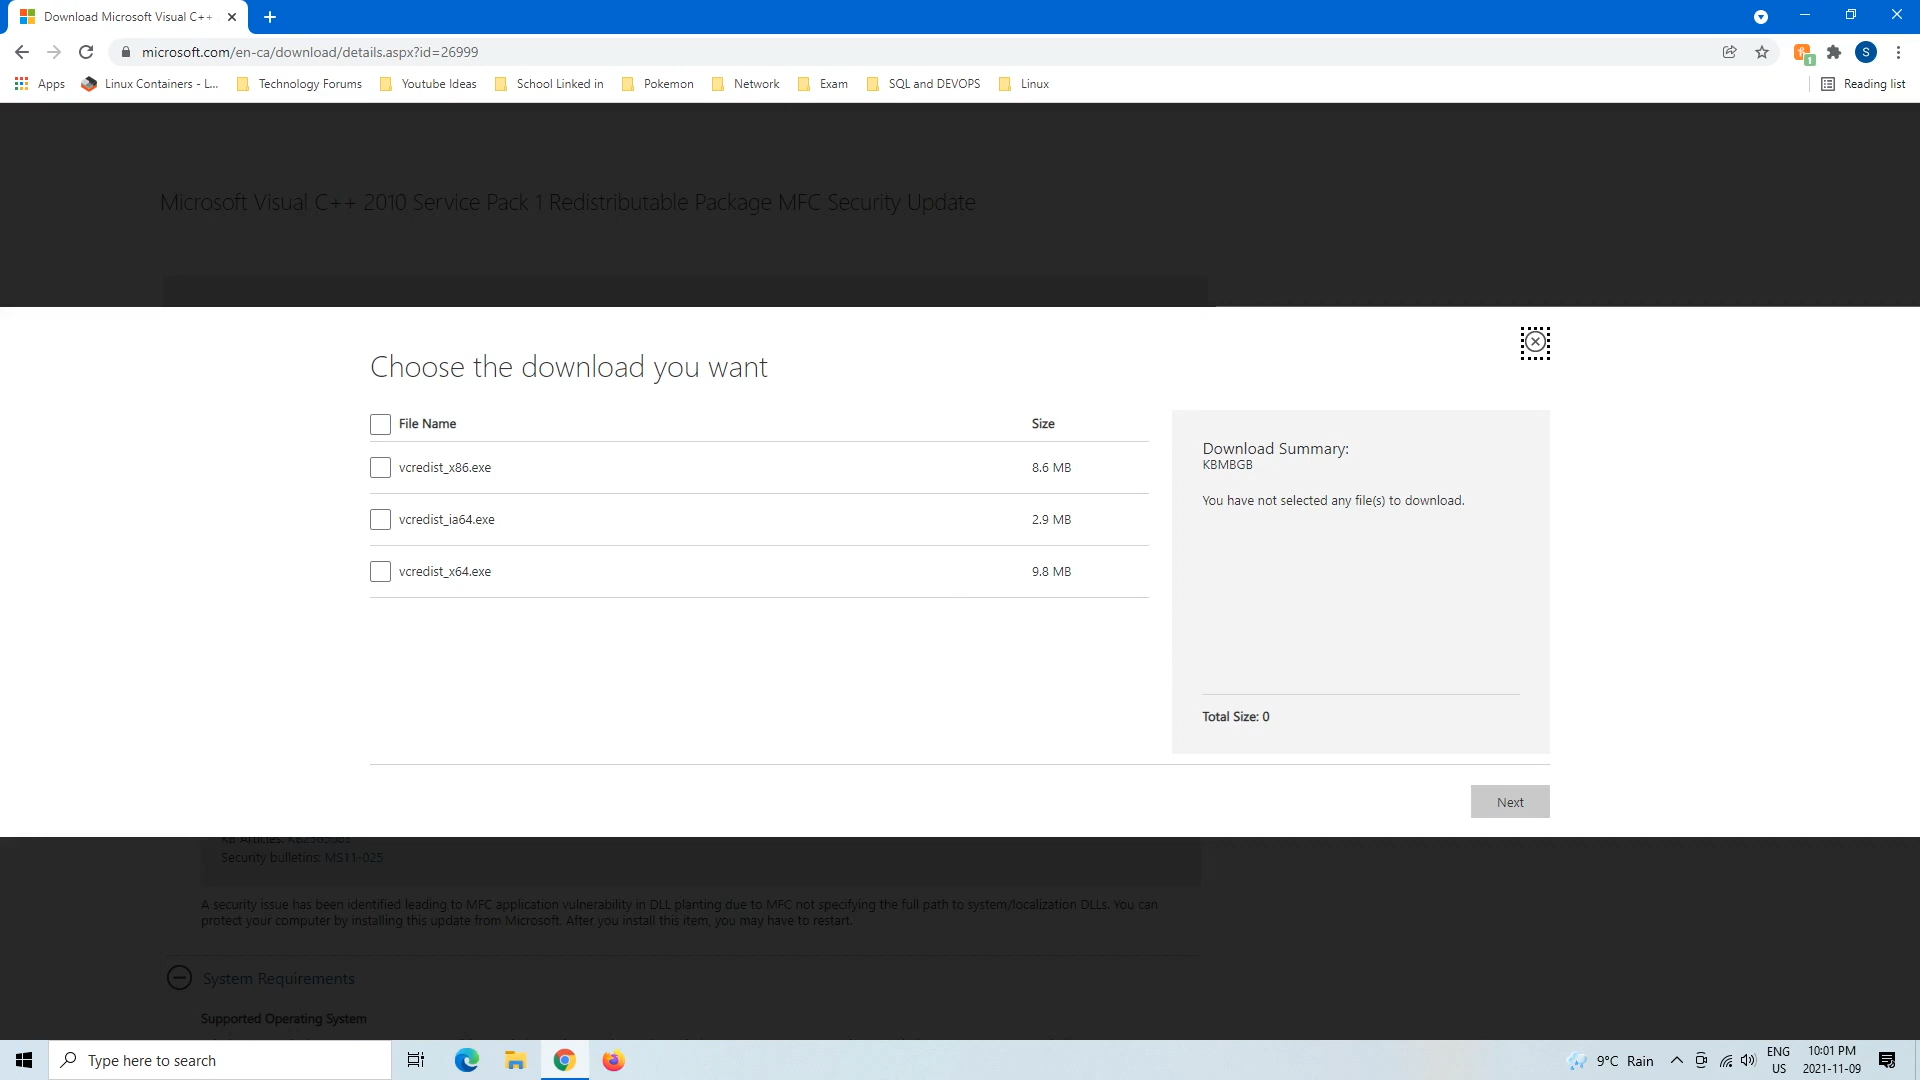 Download Microsoft Visual C++
microsoft.com/en-ca/download/details.aspx?id=26999
1
S
Apps
Linux Containers - L...
Technology Forums
Youtube Ideas
School Linked in
Pokemon
Network
Exam
SQL and DEVOPS
Linux
Reading list
Microsoft Visual C++ 2010 Service Pack 1 Redistributable Package MFC Security Update
Choose the download you want
File Name
Size
vcredist_x86.exe
8.6 MB
vcredist_ia64.exe
2.9 MB
vcredist_x64.exe
9.8 MB
Download Summary:
KBMBGB
You have not selected any file(s) to download.
Total Size: 0
Next
KB Articles:
Security bulletins: MS11-025
A security issue has been identified leading to MFC application vulnerability in DLL planting due to MFC not specifying the full path to system/localization DLLs. You can
protect your computer by installing this update from Microsoft. After you install this item, you may have to restart.
System Requirements
Supported Operating System
Type here to search
9°C Rain
ENG
US
10:01 PM
2021-11-09